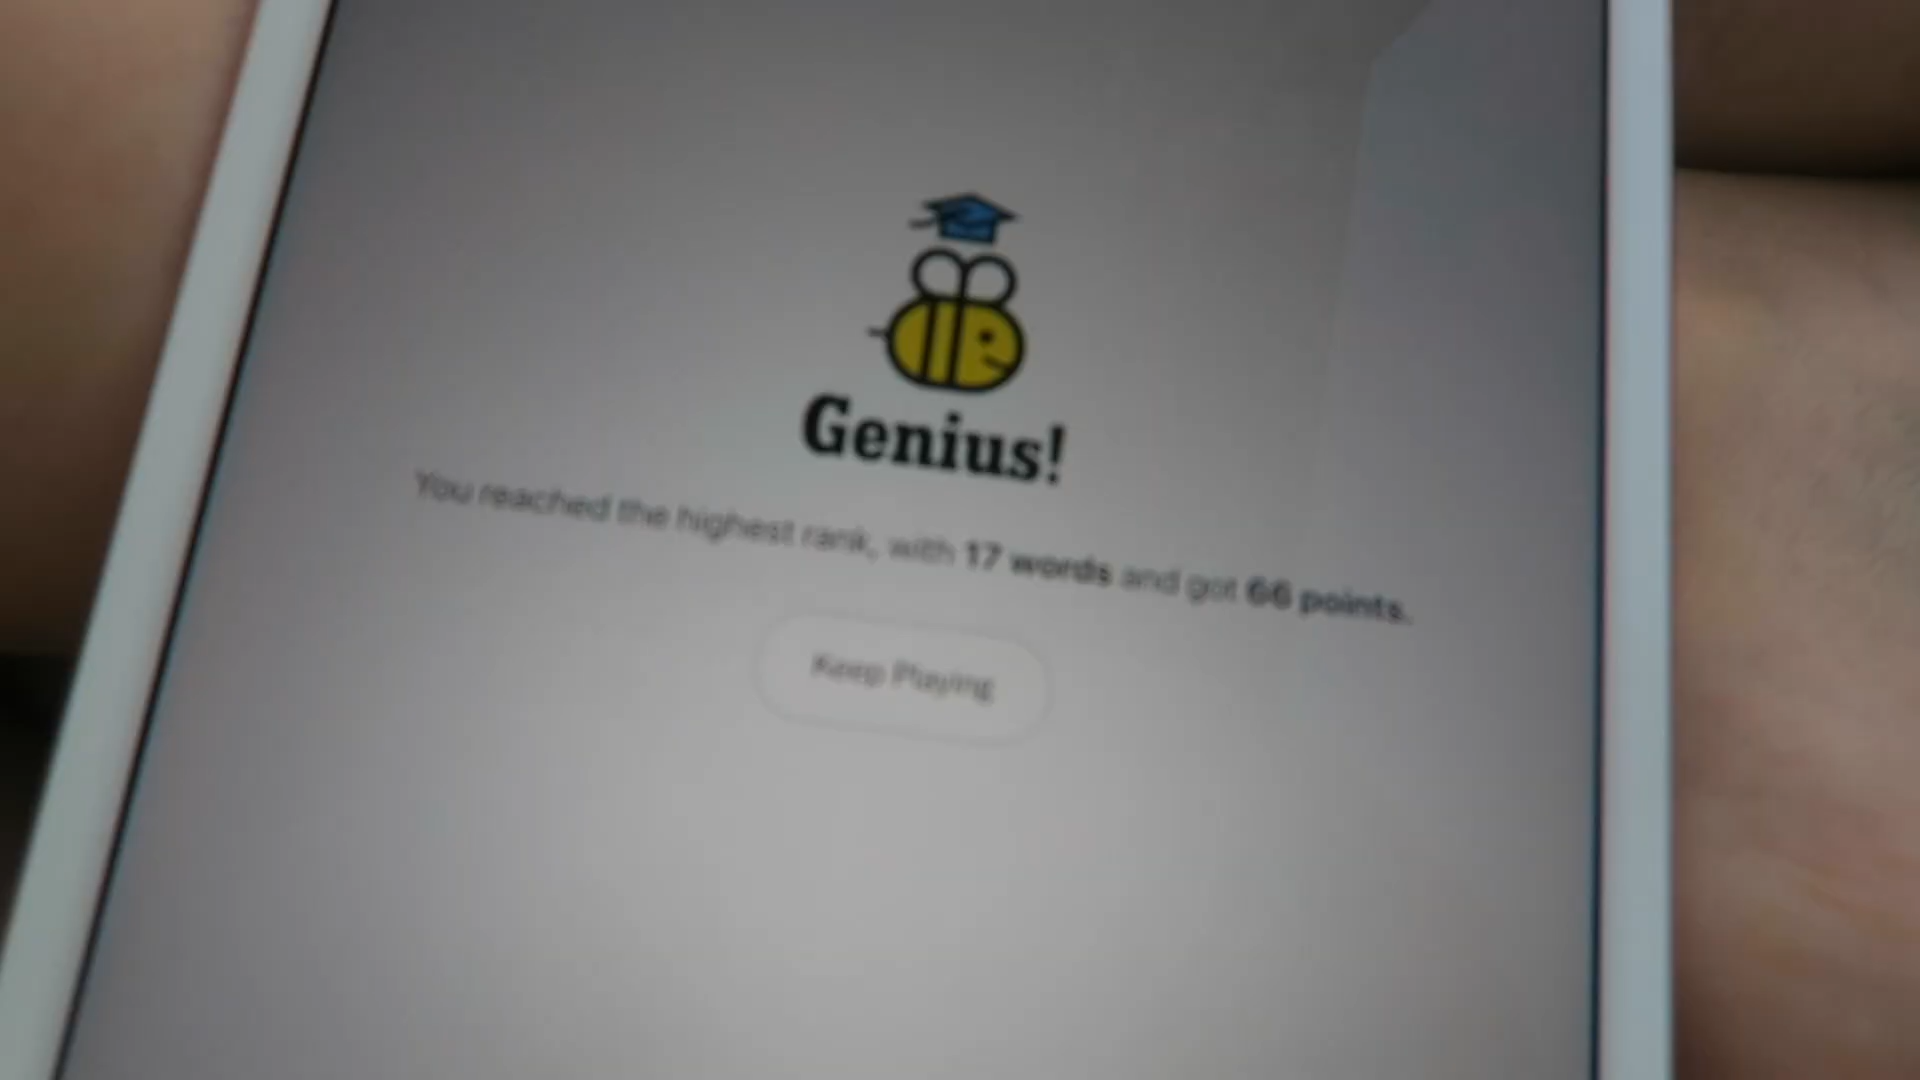 Genius!
You reached the highest rank, with 17 words and got 66 points.
Keep Playing